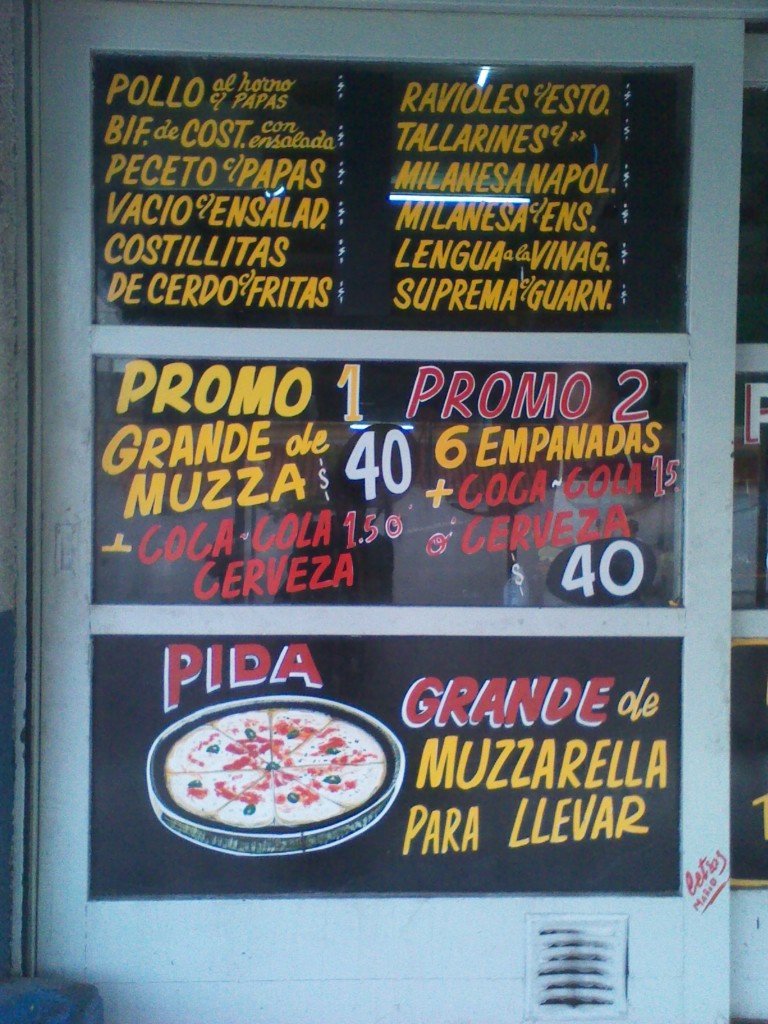 POLLO al horno c/ PAPAS $
BIF. de COST. con ensalada $
PECETO c/ PAPAS $
VACIO c/ ENSALAD. $
COSTILLITAS $
DE CERDO c/ FRITAS $
RAVIOLES c/ ESTO. $
TALLARINES c/ » $
MILANESA NAPOL. $
MILANESA c/ ENS. $
LENGUA a la VINAG. $
SUPREMA c/ GUARN. $
PROMO 1
GRANDE de
MUZZA $ 40
+ COCA-COLA 1.5 o'
CERVEZA
PROMO 2
6 EMPANADAS
+ COCA-COLA 1.5
o' CERVEZA
$ 40
PIDA
GRANDE de
MUZZARELLA
PARA LLEVAR
Letras